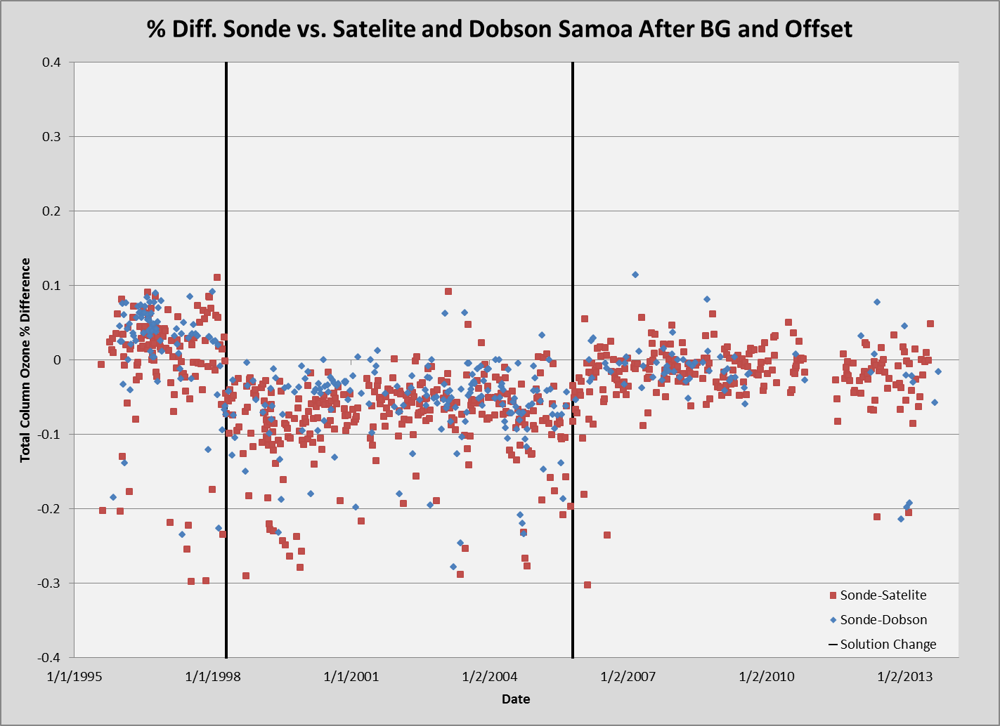 % Diff. Sonde vs. Satelite and Dobson Samoa After BG and Offset
0.4
0.3
0.2
0.1
0
-0.1
-0.2
-0.3
-0.4
Total Column Ozone % Difference
Sonde-Satelite
Sonde-Dobson
Solution Change
1/1/1995
1/1/1998
1/1/2001
1/2/2004
1/2/2007
1/2/2010
1/2/2013
Date